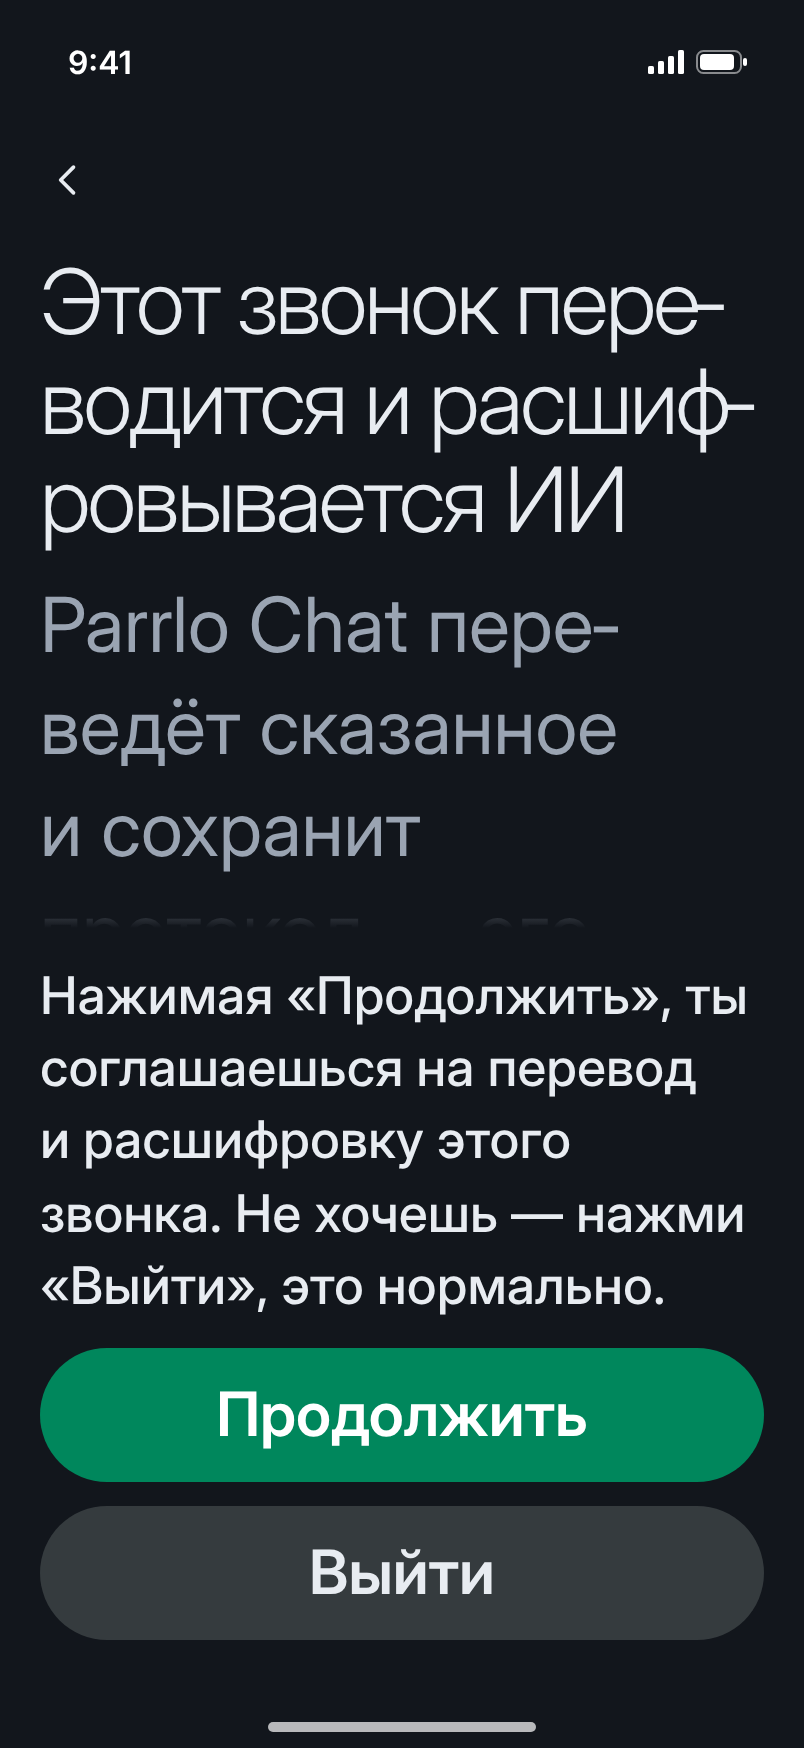 9:41
Этот звонок пере-
водится и расшиф-
ровывается ИИ
Parrlo Chat пере-
ведёт сказанное
и сохранит
Нажимая «Продолжить», ты
соглашаешься на перевод
и расшифровку этого
звонка. Не хочешь — нажми
«Выйти», это нормально.
Продолжить
Выйти